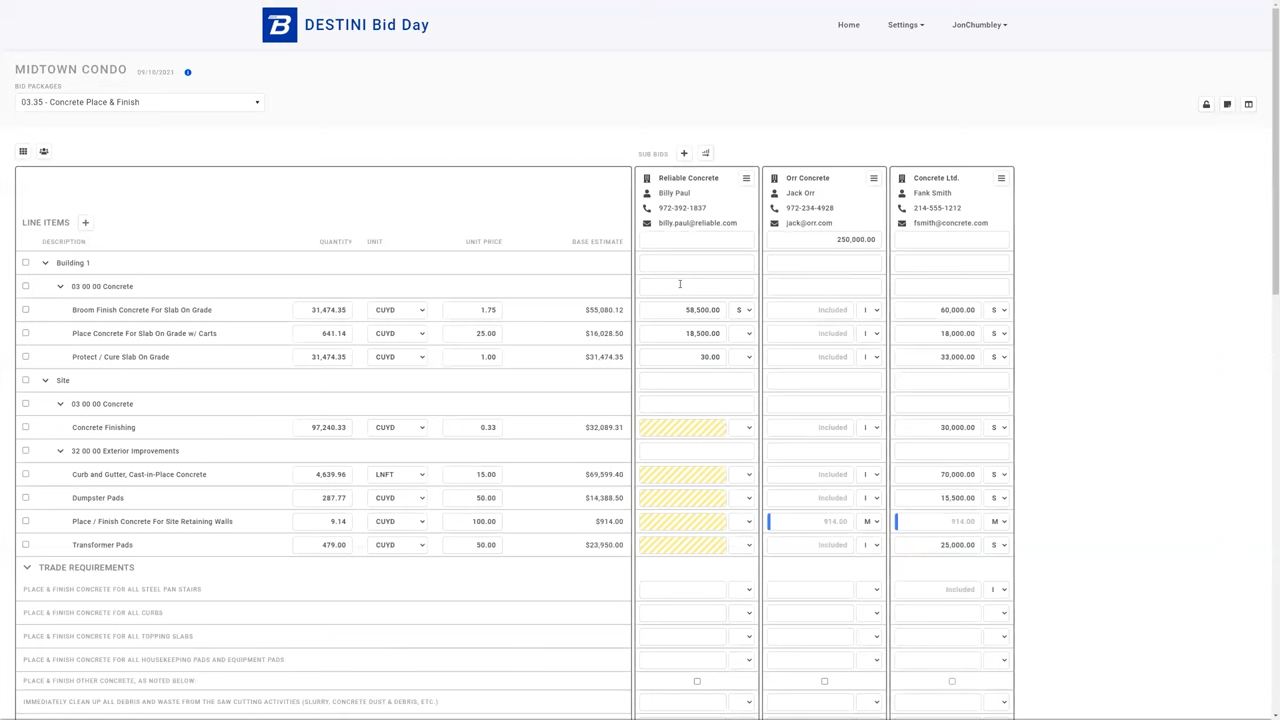 DESTINI Bid Day
Home Settings JonChumbley
MIDTOWN CONDO 09/10/2021
BID PACKAGES
03.35 - Concrete Place & Finish
SUB BIDS
Reliable Concrete Orr Concrete Concrete Ltd.
Billy Paul Jack Orr Fank Smith
972-392-1837 972-234-4928 214-555-1212
LINE ITEMS billy.paul@reliable.com jack@orr.com fsmith@concrete.com
DESCRIPTION QUANTITY UNIT UNIT PRICE BASE ESTIMATE 250,000.00
Building 1
03 00 00 Concrete
Broom Finish Concrete For Slab On Grade 31,474.35 CUYD 1.75 $55,080.12 58,500.00 S Included I 60,000.00 S
Place Concrete For Slab On Grade w/ Carts 641.14 CUYD 25.00 $16,028.50 18,500.00 Included I 18,000.00 S
Protect / Cure Slab On Grade 31,474.35 CUYD 1.00 $31,474.35 30.00 Included I 33,000.00 S
Site
03 00 00 Concrete
Concrete Finishing 97,240.33 CUYD 0.33 $32,089.31 Included I 30,000.00 S
32 00 00 Exterior Improvements
Curb and Gutter, Cast-in-Place Concrete 4,639.96 LNFT 15.00 $69,599.40 Included I 70,000.00 S
Dumpster Pads 287.77 CUYD 50.00 $14,388.50 Included I 15,500.00 S
Place / Finish Concrete For Site Retaining Walls 9.14 CUYD 100.00 $914.00 914.00 M 914.00 M
Transformer Pads 479.00 CUYD 50.00 $23,950.00 Included I 25,000.00 S
TRADE REQUIREMENTS
PLACE & FINISH CONCRETE FOR ALL STEEL PAN STAIRS Included I
PLACE & FINISH CONCRETE FOR ALL CURBS
PLACE & FINISH CONCRETE FOR ALL TOPPING SLABS
PLACE & FINISH CONCRETE FOR ALL HOUSEKEEPING PADS AND EQUIPMENT PADS
PLACE & FINISH OTHER CONCRETE, AS NOTED BELOW:
IMMEDIATELY CLEAN UP ALL DEBRIS AND WASTE FROM THE SAW CUTTING ACTIVITIES (SLURRY, CONCRETE DUST & DEBRIS, ETC.)